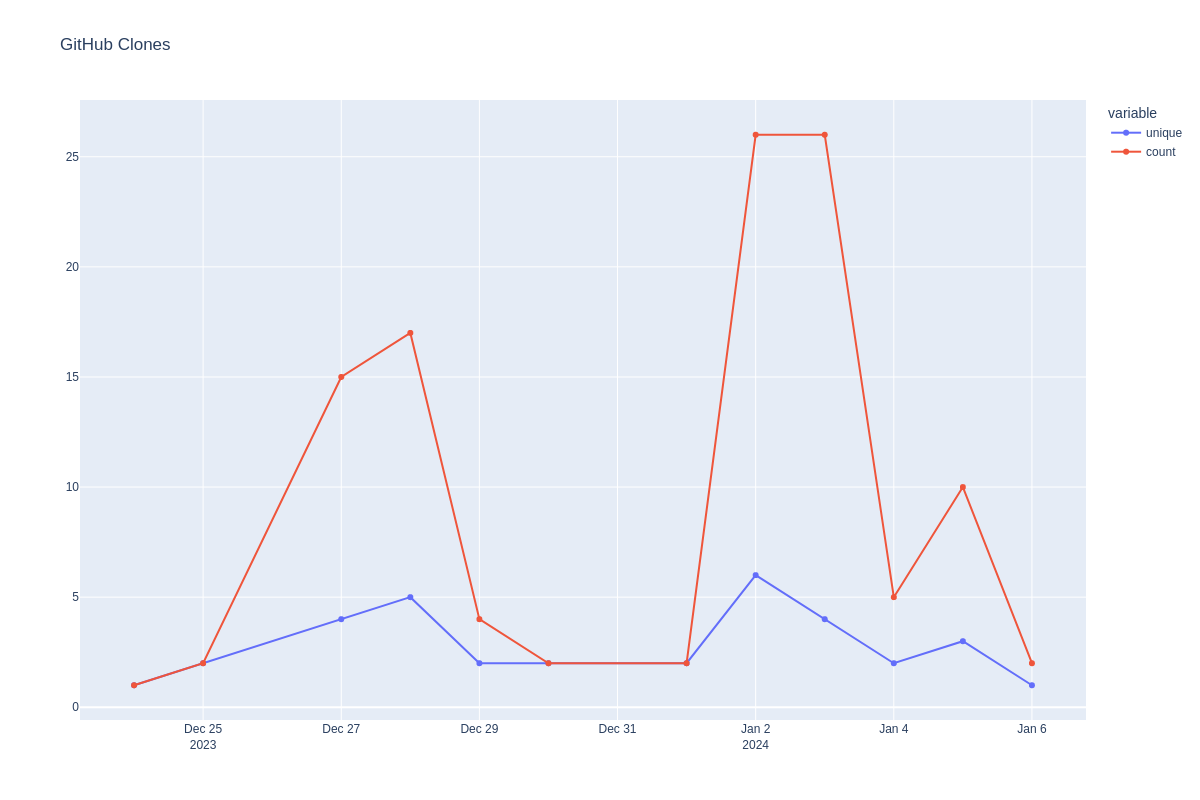 GitHub Clones
variable
unique
count
25
20
15
10
5
0
Dec 25
2023
Dec 27
Dec 29
Dec 31
Jan 2
2024
Jan 4
Jan 6